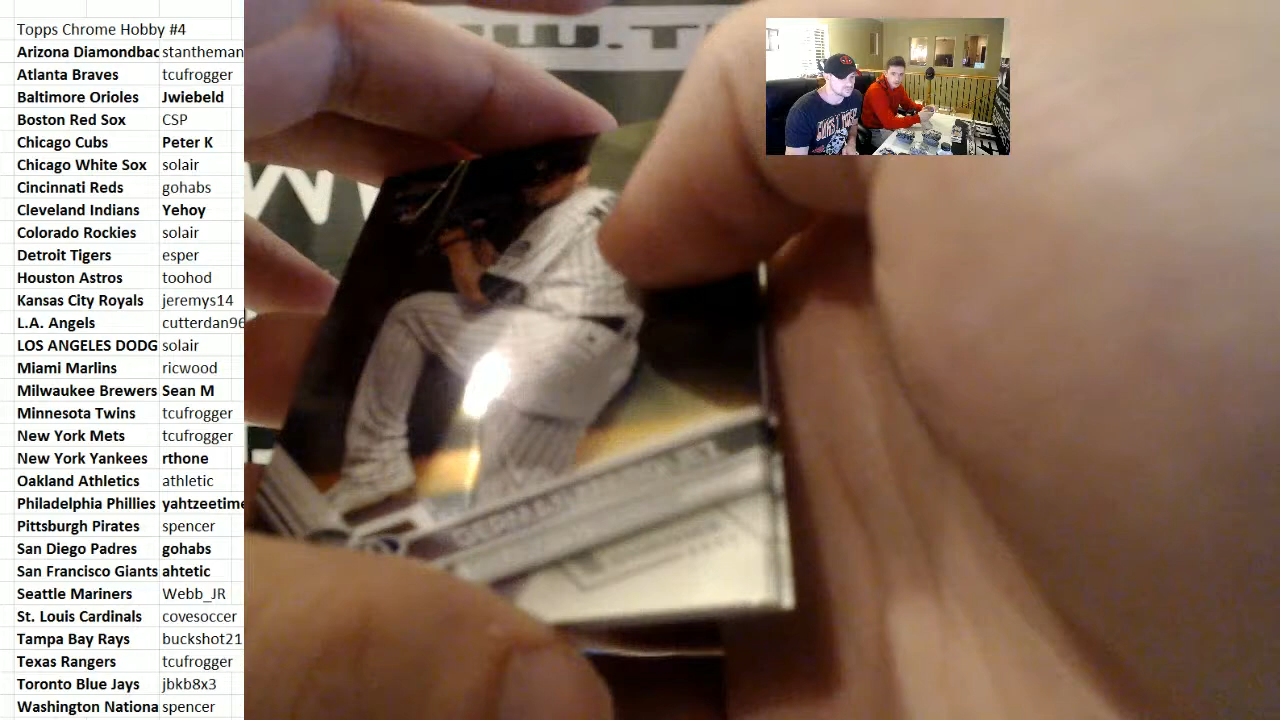 Topps Chrome Hobby #4
Arizona Diamondbac stantheman
Atlanta Braves tcufrogger
Baltimore Orioles Jwiebeld
Boston Red Sox CSP
Chicago Cubs Peter K
Chicago White Sox solair
Cincinnati Reds gohabs
Cleveland Indians Yehoy
Colorado Rockies solair
Detroit Tigers esper
Houston Astros toohod
Kansas City Royals jeremys14
L.A. Angels cutterdan96
LOS ANGELES DODG solair
Miami Marlins ricwood
Milwaukee Brewers Sean M
Minnesota Twins tcufrogger
New York Mets tcufrogger
New York Yankees rthone
Oakland Athletics athletic
Philadelphia Phillies yahtzeetime
Pittsburgh Pirates spencer
San Diego Padres gohabs
San Francisco Giants ahtetic
Seattle Mariners Webb_JR
St. Louis Cardinals covesoccer
Tampa Bay Rays buckshot21
Texas Rangers tcufrogger
Toronto Blue Jays jbkb8x3
Washington Nationa spencer